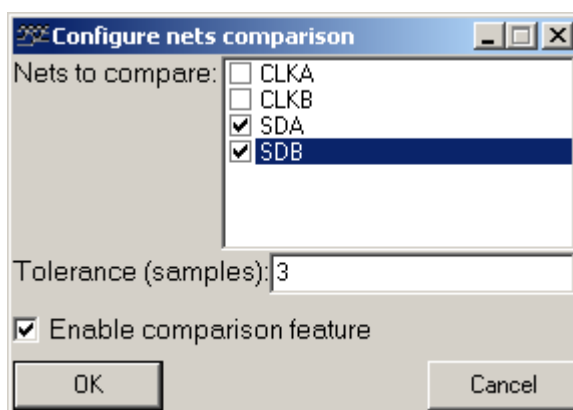 Configure nets comparison
Nets to compare:
CLKA
CLKB
SDA
SDB
Tolerance (samples): 3
Enable comparison feature
OK Cancel